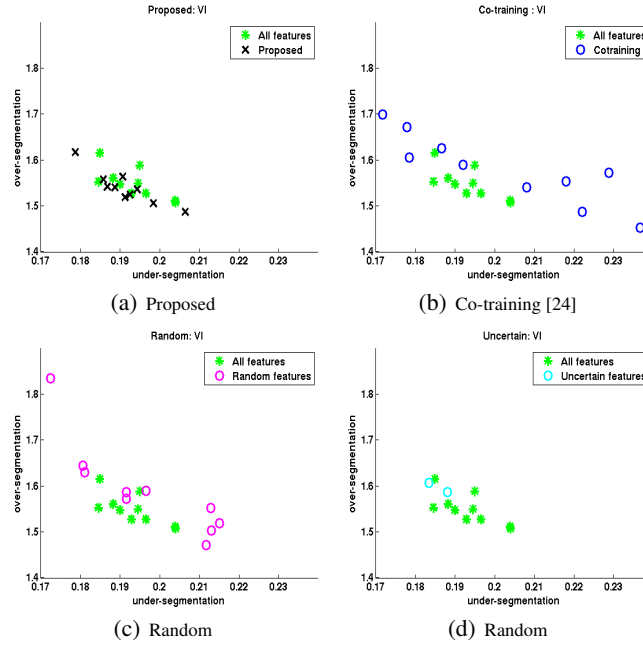 Proposed: VI
All features
Proposed
over-segmentation
1.8
1.7
1.6
1.5
1.4
0.17 0.18 0.19 0.2 0.21 0.22 0.23
under-segmentation
(a) Proposed
Co-training : VI
All features
Cotraining
over-segmentation
1.8
1.7
1.6
1.5
1.4
0.17 0.18 0.19 0.2 0.21 0.22 0.23
under-segmentation
(b) Co-training [24]
Random: VI
All features
Random features
over-segmentation
1.8
1.7
1.6
1.5
1.4
0.17 0.18 0.19 0.2 0.21 0.22 0.23
under-segmentation
(c) Random
Uncertain: VI
All features
Uncertain features
over-segmentation
1.8
1.7
1.6
1.5
1.4
0.17 0.18 0.19 0.2 0.21 0.22 0.23
under-segmentation
(d) Random